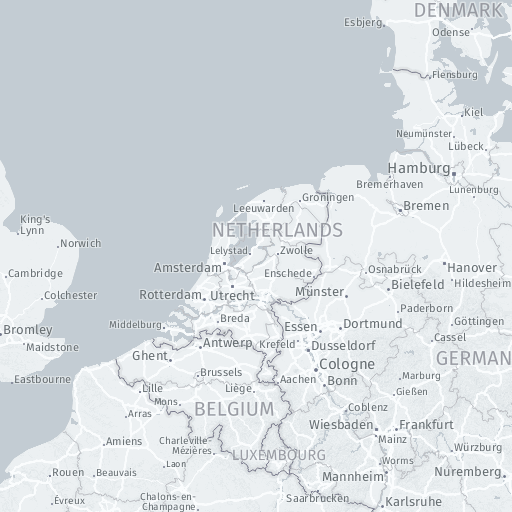 DENMARK
Esbjerg
Odense
Flensburg
Kiel
Neumünster
Lübeck
Hamburg
Bremerhaven
Lunenburg
Groningen
Leeuwarden
Bremen
King's
Lynn
Norwich
NETHERLANDS
Lelystad
Zwolle
Amsterdam
Enschede
Osnabrück
Hanover
Cambridge
Hildesheim
Bielefeld
Colchester
Rotterdam
Utrecht
Münster
Paderborn
Middelburg
Breda
Göttingen
Bromley
Essen
Dortmund
Cassel
Maidstone
Antwerp
Krefeld
Dusseldorf
Ghent
GERMAN
Cologne
Brussels
Eastbourne
Aachen
Bonn
Marburg
Lille
Liège
Gießen
Mons
Arras
BELGIUM
Coblenz
Wiesbaden
Frankfurt
Amiens
Charleville
Mézières
Mainz
Würzburg
LUXEMBOURG
Laon
Worms
Rouen
Beauvais
Mannheim
Nuremberg
Évreux
Chalons-en-
Champagne
Saarbrucken
Karlsruhe